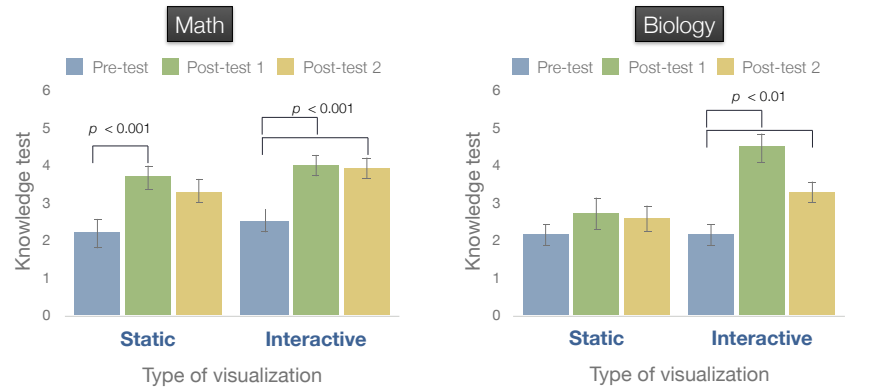 Math
Pre-test Post-test 1 Post-test 2
Knowledge test
6
5
4
3
2
1
0
p < 0.001
p < 0.001
Static Interactive
Type of visualization
Biology
Pre-test Post-test 1 Post-test 2
Knowledge test
6
5
4
3
2
1
0
p < 0.01
Static Interactive
Type of visualization